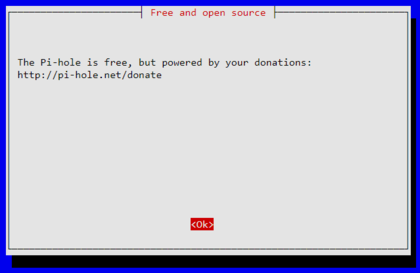 Free and open source
The Pi-hole is free, but powered by your donations:
http://pi-hole.net/donate
<Ok>